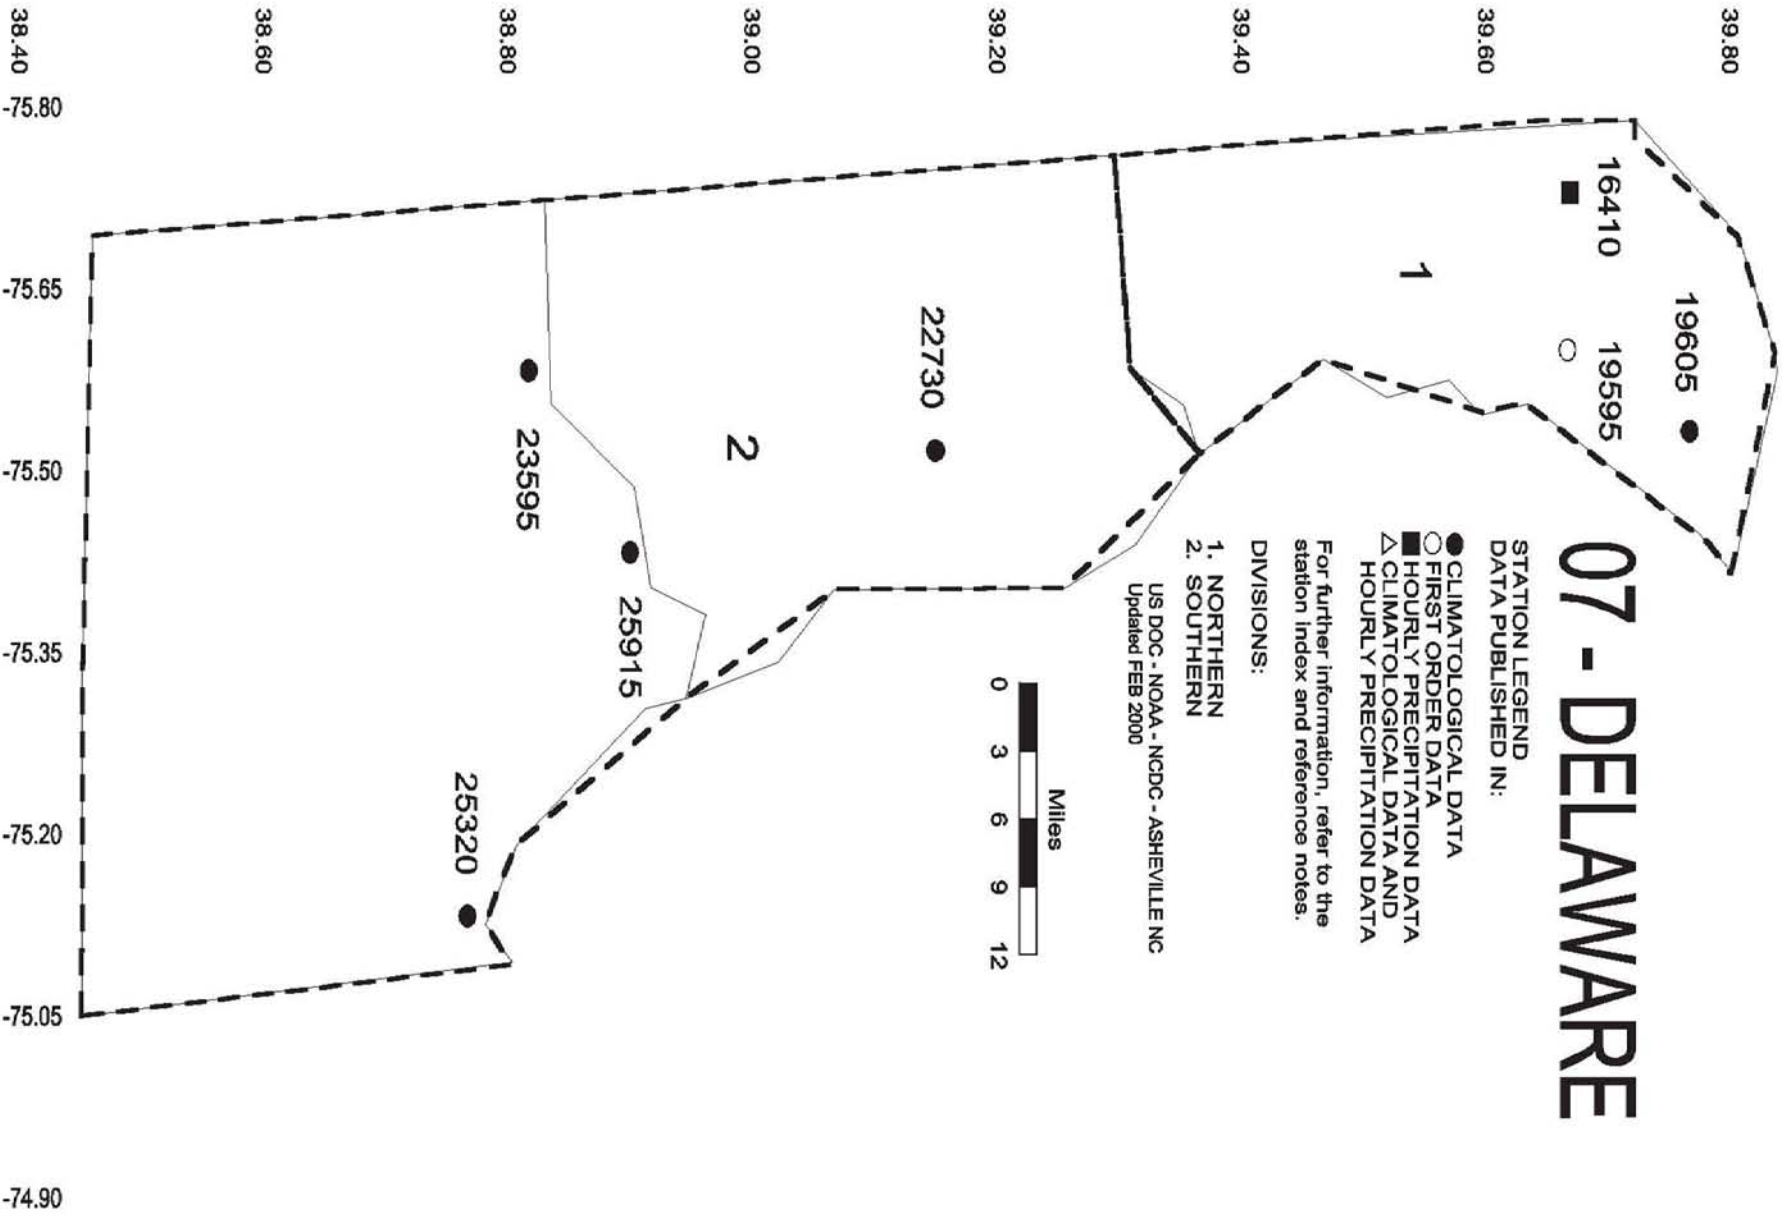 07 - DELAWARE
STATION LEGEND
DATA PUBLISHED IN:
CLIMATOLOGICAL DATA
FIRST ORDER DATA
HOURLY PRECIPITATION DATA
CLIMATOLOGICAL DATA AND
HOURLY PRECIPITATION DATA
For further information, refer to the
station index and reference notes.
DIVISIONS:
1. NORTHERN
2. SOUTHERN
US DOC - NOAA - NCDC - ASHEVILLE NC
Updated FEB 2000
Miles
0 3 6 9 12
19605
16410
19595
1
22730
2
25915
23595
25320
39.80
39.60
39.40
39.20
39.00
38.80
38.60
38.40
-75.80
-75.65
-75.50
-75.35
-75.20
-75.05
-74.90